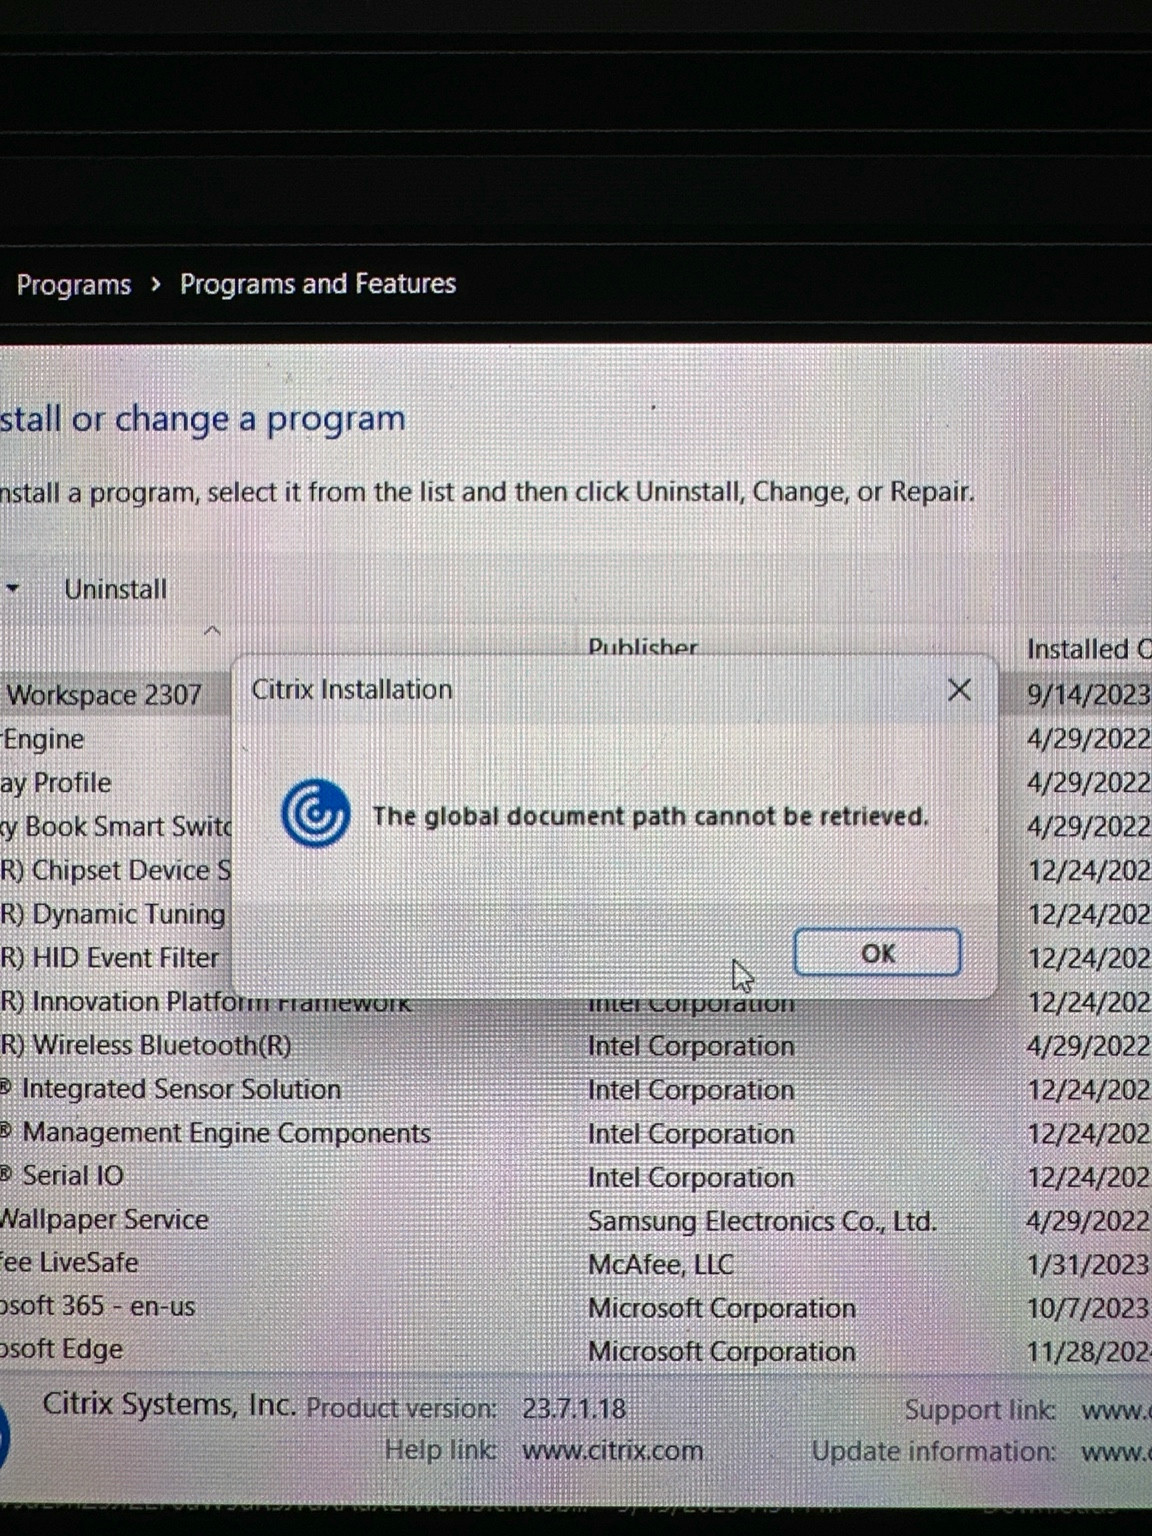 Programs > Programs and Features
stall or change a program
nstall a program, select it from the list and then click Uninstall, Change, or Repair.
Uninstall
Publisher Installed O
Workspace 2307 9/14/2023
Citrix Installation
The global document path cannot be retrieved.
OK
rEngine 4/29/2022
ay Profile 4/29/2022
xy Book Smart Switc 4/29/2022
R) Chipset Device S 12/24/202
R) Dynamic Tuning 12/24/202
R) HID Event Filter 12/24/202
R) Innovation Platform Framework Intel Corporation 12/24/202
R) Wireless Bluetooth(R) Intel Corporation 4/29/2022
® Integrated Sensor Solution Intel Corporation 12/24/202
® Management Engine Components Intel Corporation 12/24/202
® Serial IO Intel Corporation 12/24/202
Wallpaper Service Samsung Electronics Co., Ltd. 4/29/2022
fee LiveSafe McAfee, LLC 1/31/2023
osoft 365 - en-us Microsoft Corporation 10/7/2023
osoft Edge Microsoft Corporation 11/28/202
Citrix Systems, Inc. Product version: 23.7.1.18 Support link: www.c
Help link: www.citrix.com Update information: www.c